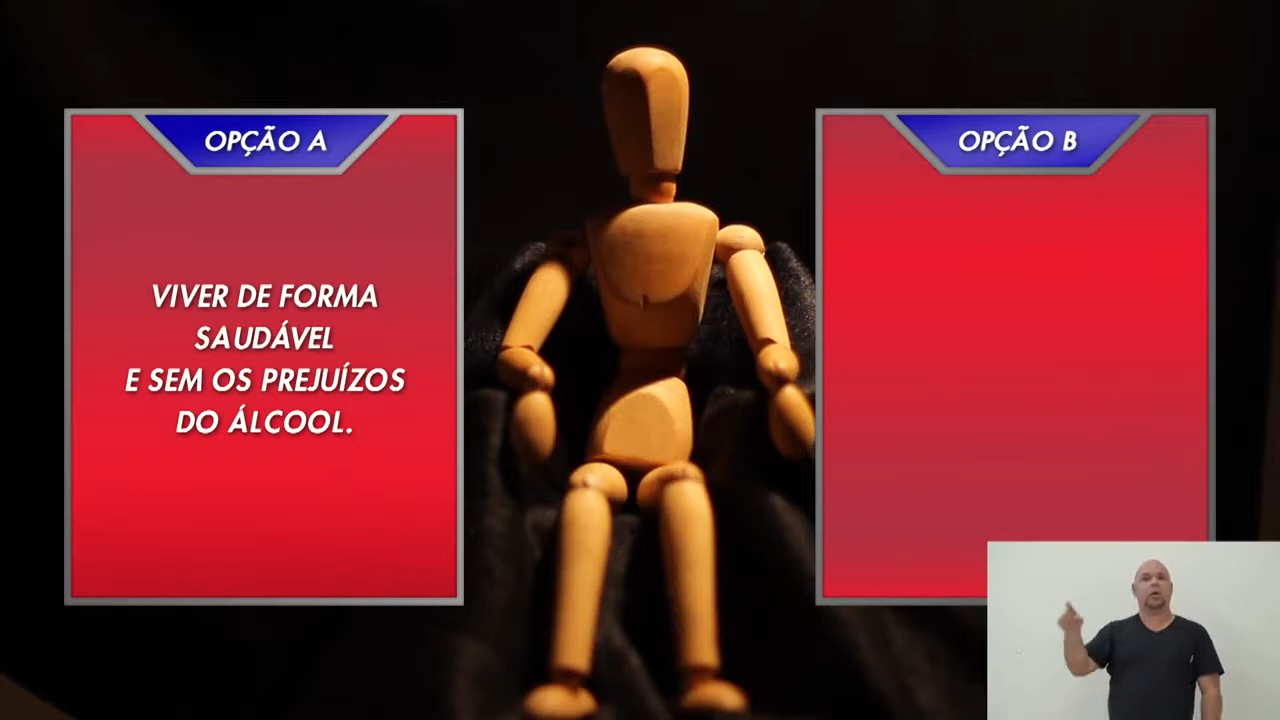 OPÇÃO A
VIVER DE FORMA
SAUDÁVEL
E SEM OS PREJUÍZOS
DO ÁLCOOL.
OPÇÃO B